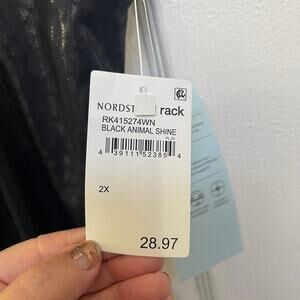 NORDST rack
RK415274WN
BLACK ANIMAL SHINE
4 39111 52385 4
2X
28.97